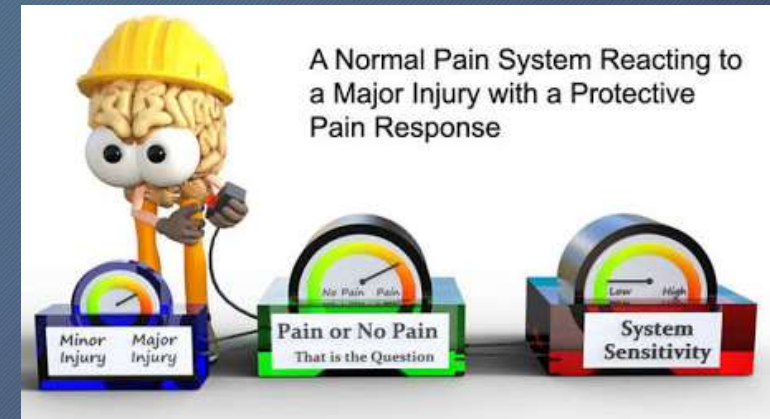 A Normal Pain System Reacting to
a Major Injury with a Protective
Pain Response
No Pain Pain
Low High
Minor Major
Injury Injury
Pain or No Pain
That is the Question
System
Sensitivity